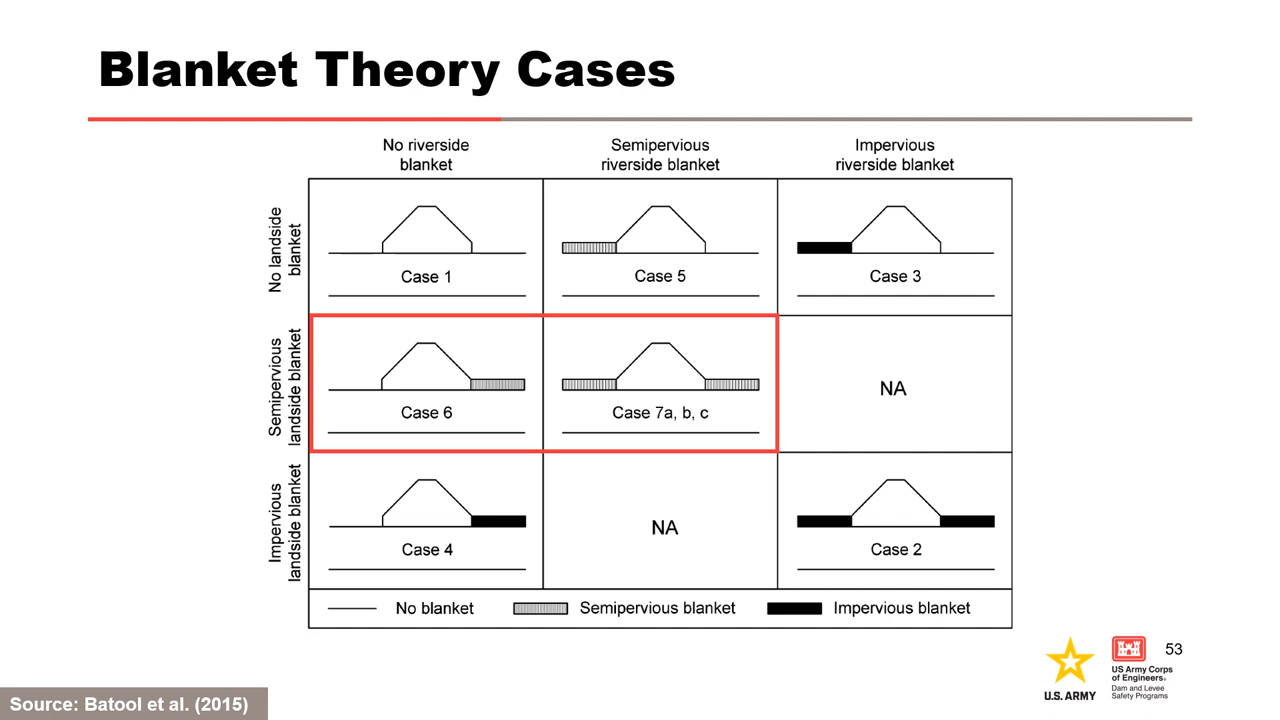 Blanket Theory Cases
No riverside
blanket
Semipervious
riverside blanket
Impervious
riverside blanket
No landside
blanket
Case 1
Case 5
Case 3
Semipervious
landside blanket
Case 6
Case 7a, b, c
NA
Impervious
landside blanket
Case 4
NA
Case 2
No blanket
Semipervious blanket
Impervious blanket
U.S. ARMY
US Army Corps
of Engineers®
Dam and Levee
Safety Programs
53
Source: Batool et al. (2015)